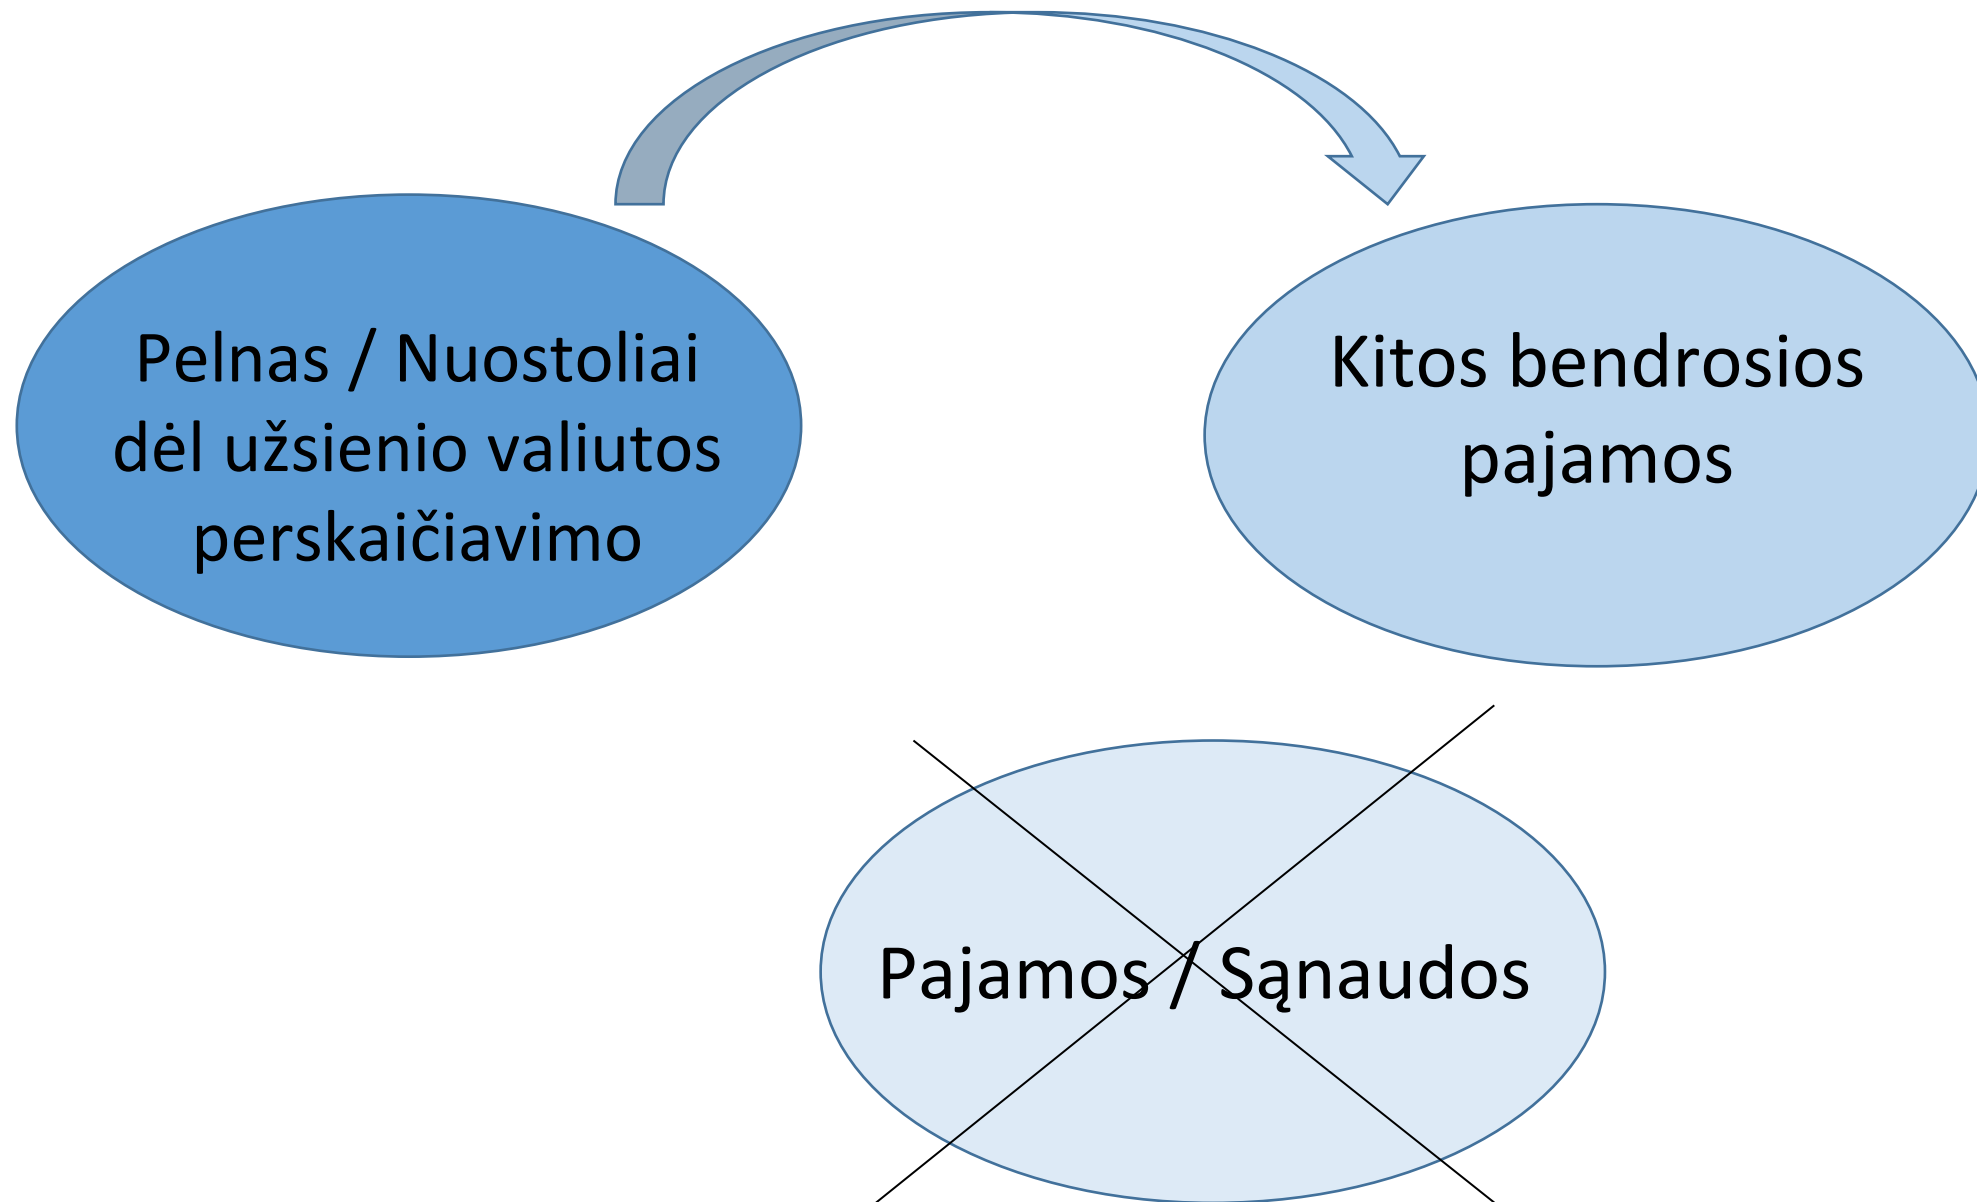 Pelnas / Nuostoliai
dėl užsienio valiutos
perskaičiavimo
Kitos bendrosios
pajamos
Pajamos / Sąnaudos